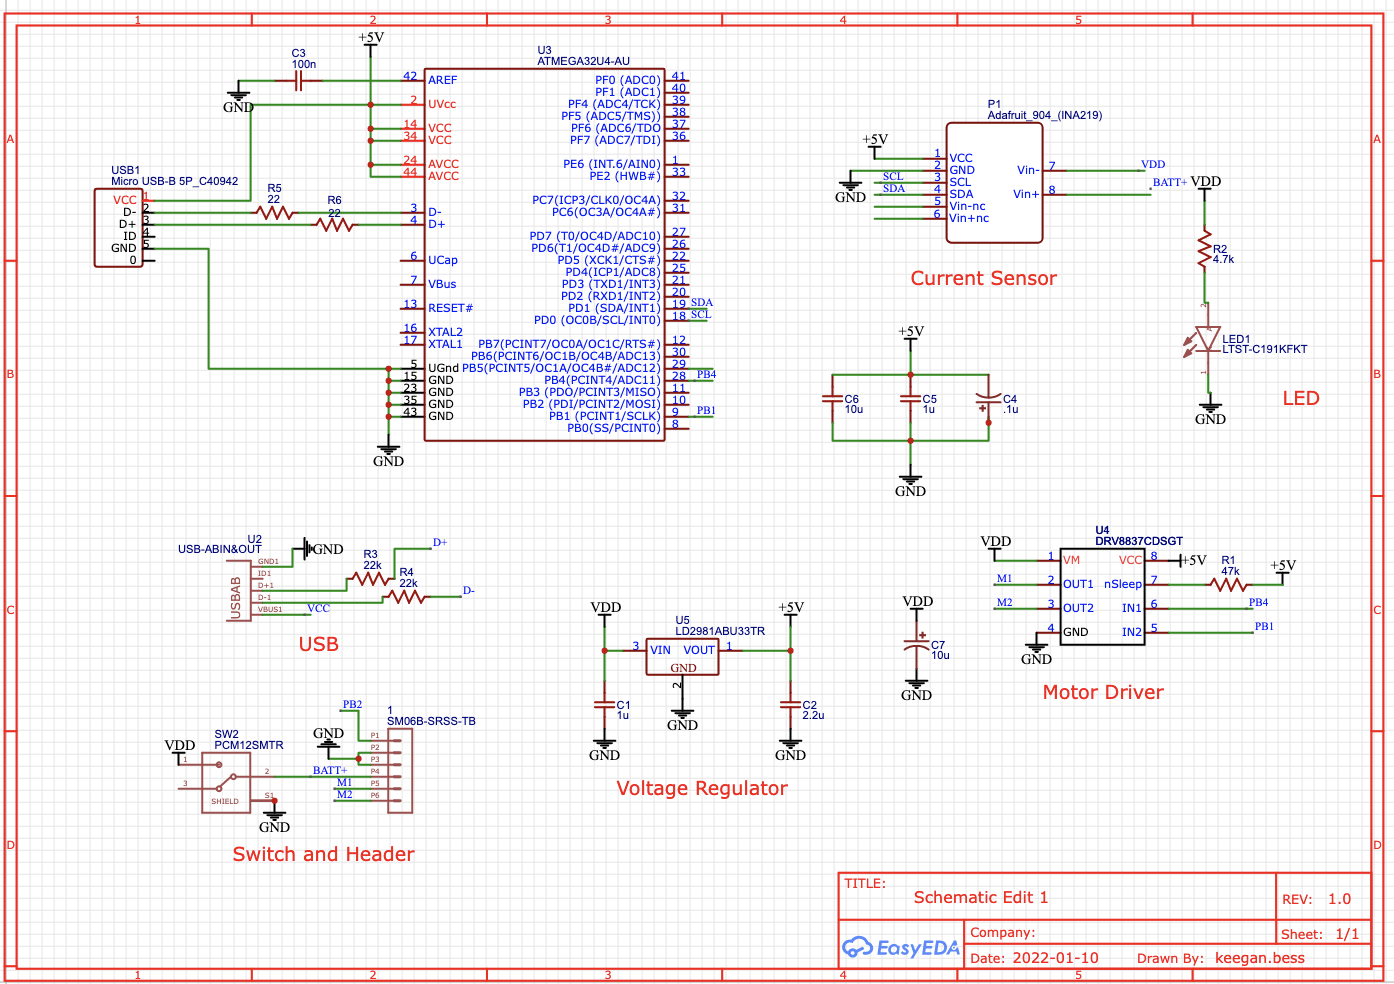 1 2 3 4 5
A A
B B
C C
D D
+5V
C3
100n
GND
U3
ATMEGA32U4-AU
42 AREF
2 UVcc
14 VCC
34 VCC
24 AVCC
44 AVCC
3 D-
4 D+
6 UCap
7 VBus
13 RESET#
16 XTAL2
17 XTAL1
5 UGnd
15 GND
23 GND
35 GND
43 GND
GND
PF0 (ADC0) 41
PF1 (ADC1) 40
PF4 (ADC4/TCK) 39
PF5 (ADC5/TMS)) 38
PF6 (ADC6/TDO 37
PF7 (ADC7/TDI) 36
PE6 (INT.6/AIN0) 1
PE2 (HWB#) 33
PC7(ICP3/CLK0/OC4A) 32
PC6(OC3A/OC4A#) 31
PD7 (T0/OC4D/ADC10) 27
PD6(T1/OC4D#/ADC9) 26
PD5 (XCK1/CTS#) 22
PD4(ICP1/ADC8) 25
PD3 (TXD1/INT3) 21
PD2 (RXD1/INT2) 20
PD1 (SDA/INT1) 19 SDA
PD0 (OC0B/SCL/INT0) 18 SCL
PB7(PCINT7/OC0A/OC1C/RTS#) 12
PB6(PCINT6/OC1B/OC4B/ADC13) 30
PB5(PCINT5/OC1A/OC4B#/ADC12) 29
PB4(PCINT4/ADC11) 28 PB4
PB3 (PDO/PCINT3/MISO) 11
PB2 (PDI/PCINT2/MOSI) 10
PB1 (PCINT1/SCLK) 9 PB1
PB0(SS/PCINT0) 8
USB1
Micro USB-B 5P_C40942
VCC 1
D- 2
D+ 3
ID 4
GND 5
0
R5
22
R6
22
P1
Adafruit_904_(INA219)
+5V
GND
SCL
SDA
1 VCC
2 GND
3 SCL
4 SDA
5 Vin-nc
6 Vin+nc
Vin- 7 VDD
Vin+ 8 BATT+
Current Sensor
VDD
R2
4.7k
2
LED1
LTST-C191KFKT
1
GND
LED
+5V
C6
10u
C5
1u
C4
.1u
GND
U2
USB-ABIN&OUT
USBAB
GND1
ID1
D+1
D-1
VBUS1
GND
VCC
R3
22k
R4
22k
D+
D-
USB
VDD
U5
LD2981ABU33TR
3 VIN VOUT 1
GND
2
+5V
C1
1u
C2
2.2u
GND
GND
GND
Voltage Regulator
VDD
C7
10u
GND
U4
DRV8837CDSGT
VDD
M1
M2
GND
1 VM VCC 8 +5V
2 OUT1 nSleep 7
3 OUT2 IN1 6 PB4
4 GND IN2 5 PB1
R1
47k
+5V
Motor Driver
SW2
PCM12SMTR
VDD
1
3
2
SHIELD
S1
GND
GND
PB2
BATT+
M1
M2
1
SM06B-SRSS-TB
P1
P2
P3
P4
P5
P6
Switch and Header
TITLE:
Schematic Edit 1
REV: 1.0
EasyEDA
Company:
Sheet: 1/1
Date: 2022-01-10
Drawn By: keegan.bess
1 2 3 4 5